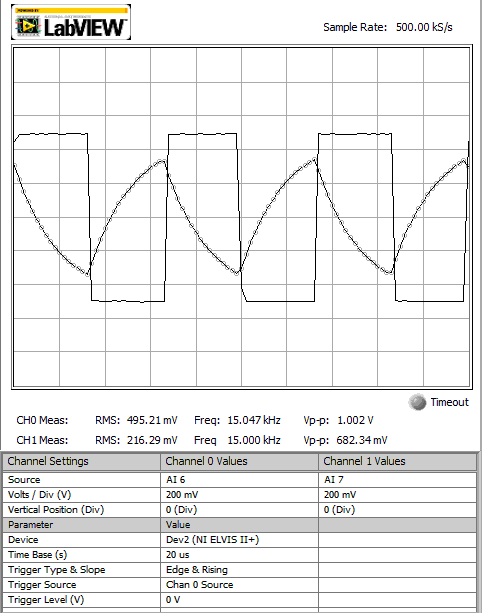 POWERED BY
LabVIEW
Sample Rate: 500.00 kS/s
Timeout
CH0 Meas: RMS: 495.21 mV Freq: 15.047 kHz Vp-p: 1.002 V
CH1 Meas: RMS: 216.29 mV Freq 15.000 kHz Vp-p: 682.34 mV
Channel Settings Channel 0 Values Channel 1 Values
Source AI 6 AI 7
Volts / Div (V) 200 mV 200 mV
Vertical Position (Div) 0 (Div) 0 (Div)
Parameter Value
Device Dev2 (NI ELVIS II+)
Time Base (s) 20 us
Trigger Type & Slope Edge & Rising
Trigger Source Chan 0 Source
Trigger Level (V) 0 V